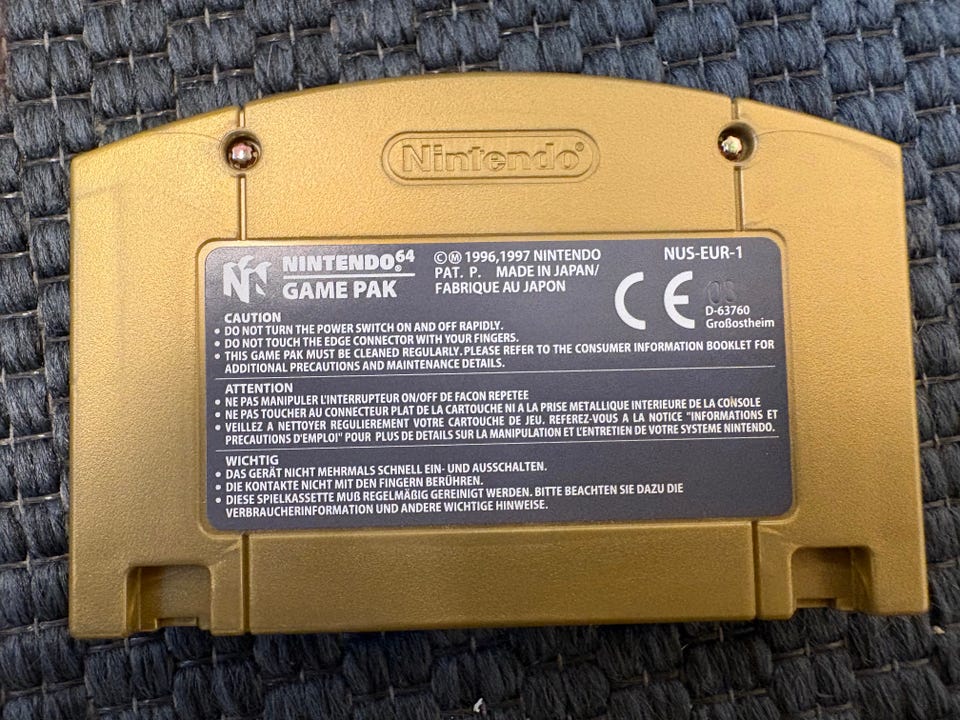 Nintendo®
NINTENDO64
GAME PAK
©Ⓜ 1996,1997 NINTENDO
PAT. P. MADE IN JAPAN/
FABRIQUE AU JAPON
NUS-EUR-1
CE 03
D-63760
Großostheim
CAUTION
• DO NOT TURN THE POWER SWITCH ON AND OFF RAPIDLY.
• DO NOT TOUCH THE EDGE CONNECTOR WITH YOUR FINGERS.
• THIS GAME PAK MUST BE CLEANED REGULARLY. PLEASE REFER TO THE CONSUMER INFORMATION BOOKLET FOR
ADDITIONAL PRECAUTIONS AND MAINTENANCE DETAILS.
ATTENTION
• NE PAS MANIPULER L'INTERRUPTEUR ON/OFF DE FACON REPETEE
• NE PAS TOUCHER AU CONNECTEUR PLAT DE LA CARTOUCHE NI A LA PRISE METALLIQUE INTERIEURE DE LA CONSOLE
• VEILLEZ A NETTOYER REGULIEREMENT VOTRE CARTOUCHE DE JEU. REFEREZ-VOUS A LA NOTICE "INFORMATIONS ET
PRECAUTIONS D'EMPLOI" POUR PLUS DE DETAILS SUR LA MANIPULATION ET L'ENTRETIEN DE VOTRE SYSTEME NINTENDO.
WICHTIG
• DAS GERÄT NICHT MEHRMALS SCHNELL EIN- UND AUSSCHALTEN.
• DIE KONTAKTE NICHT MIT DEN FINGERN BERÜHREN.
• DIESE SPIELKASSETTE MUß REGELMÄßIG GEREINIGT WERDEN. BITTE BEACHTEN SIE DAZU DIE
VERBRAUCHERINFORMATION UND ANDERE WICHTIGE HINWEISE.